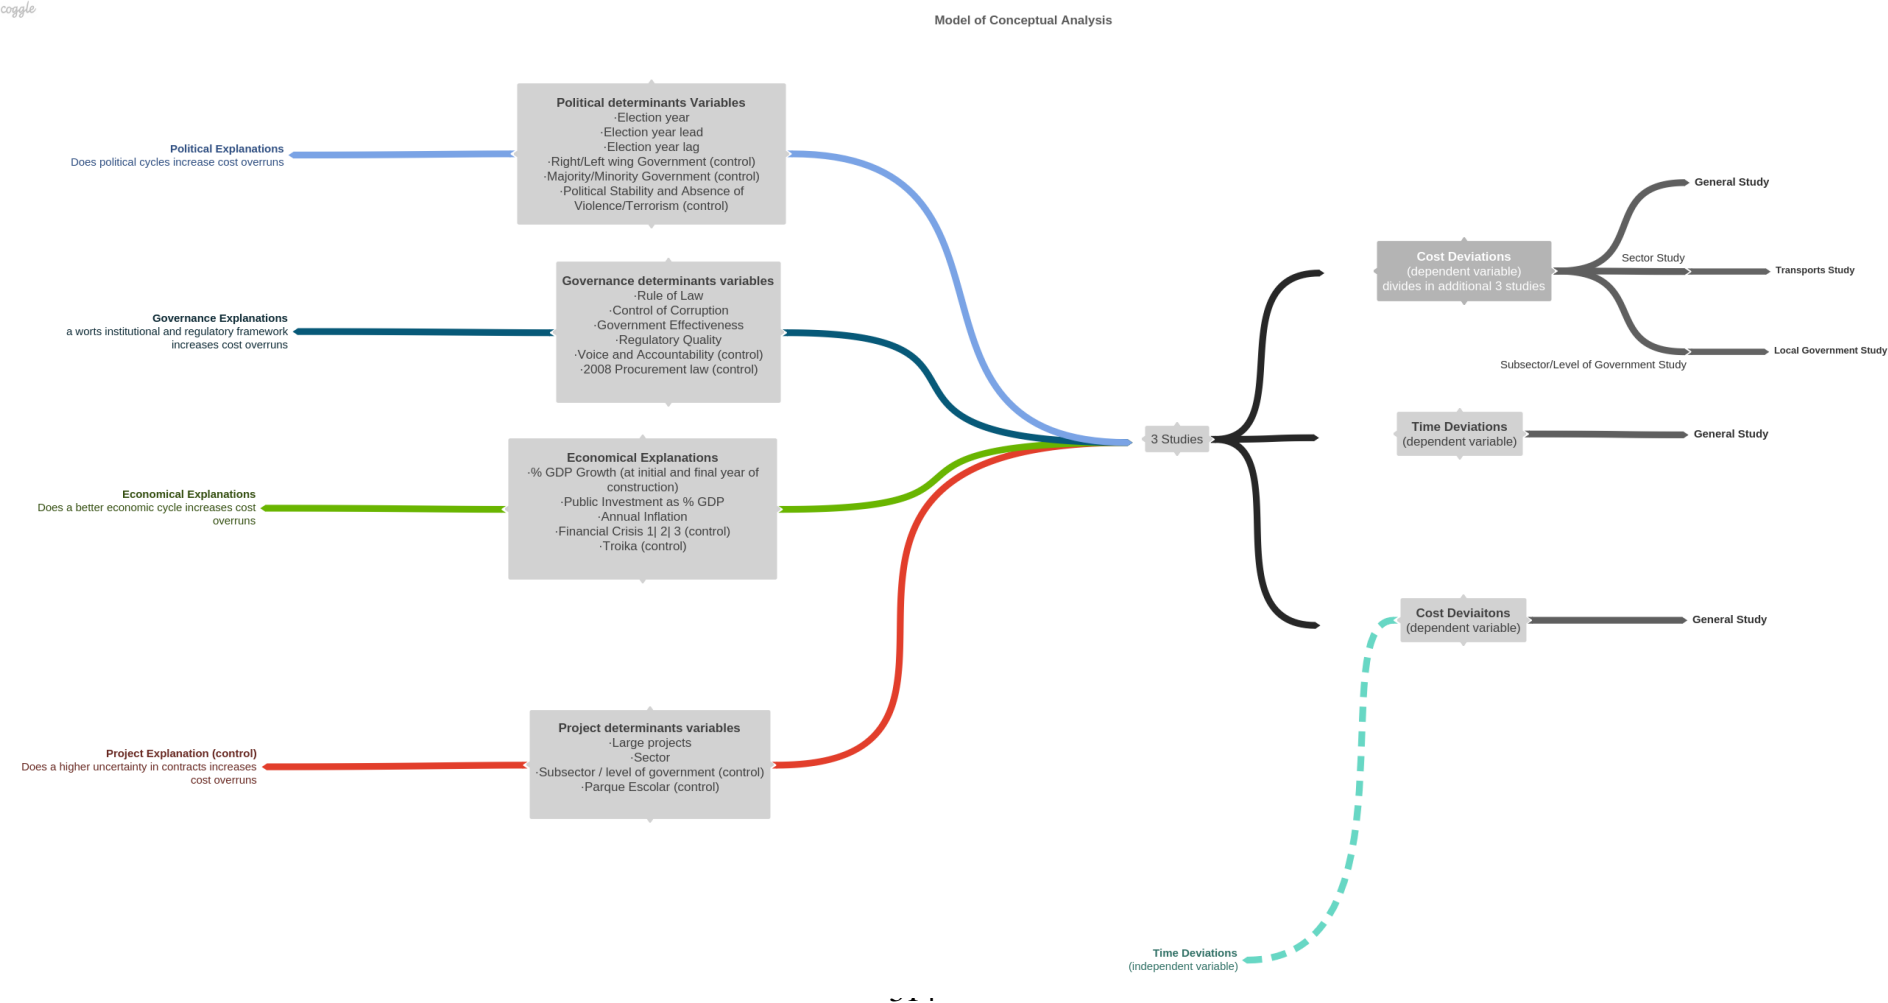 coggle
Model of Conceptual Analysis
Political Explanations
Does political cycles increase cost overruns
Political determinants Variables
·Election year
·Election year lead
·Election year lag
·Right/Left wing Government (control)
·Majority/Minority Government (control)
·Political Stability and Absence of
Violence/Terrorism (control)
Governance Explanations
a worts institutional and regulatory framework
increases cost overruns
Governance determinants variables
·Rule of Law
·Control of Corruption
·Government Effectiveness
·Regulatory Quality
·Voice and Accountability (control)
·2008 Procurement law (control)
Economical Explanations
Does a better economic cycle increases cost
overruns
Economical Explanations
·% GDP Growth (at initial and final year of
construction)
·Public Investment as % GDP
·Annual Inflation
·Financial Crisis 1| 2| 3 (control)
·Troika (control)
Project Explanation (control)
Does a higher uncertainty in contracts increases
cost overruns
Project determinants variables
·Large projects
·Sector
·Subsector / level of government (control)
·Parque Escolar (control)
3 Studies
Cost Deviations
(dependent variable)
divides in additional 3 studies
General Study
Sector Study
Transports Study
Subsector/Level of Government Study
Local Government Study
Time Deviations
(dependent variable)
General Study
Cost Deviaitons
(dependent variable)
General Study
Time Deviations
(independent variable)